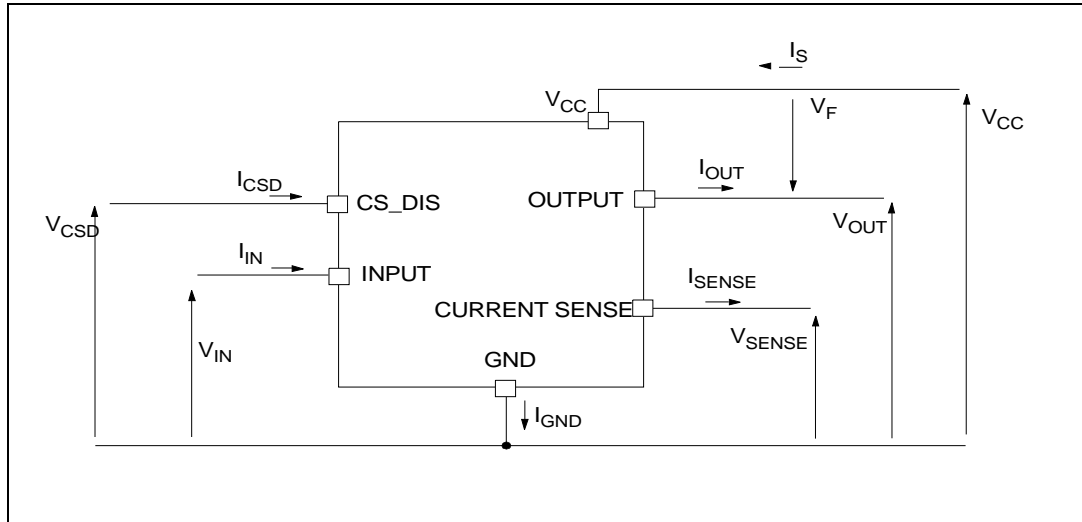 I_S
V_CC
V_F
V_CC
I_CSD
I_OUT
CS_DIS
OUTPUT
V_CSD
V_OUT
I_IN
INPUT
I_SENSE
CURRENT SENSE
V_SENSE
V_IN
GND
I_GND